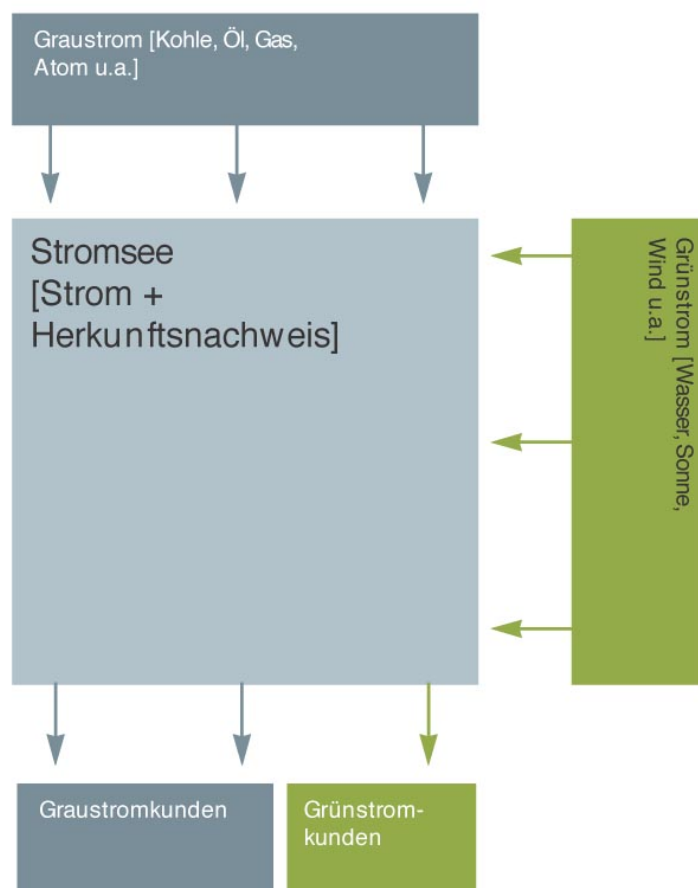 Graustrom [Kohle, Öl, Gas,
Atom u.a.]
Stromsee
[Strom +
Herkunftsnachweis]
Grünstrom [Wasser, Sonne,
Wind u.a.]
Graustromkunden
Grünstrom-
kunden